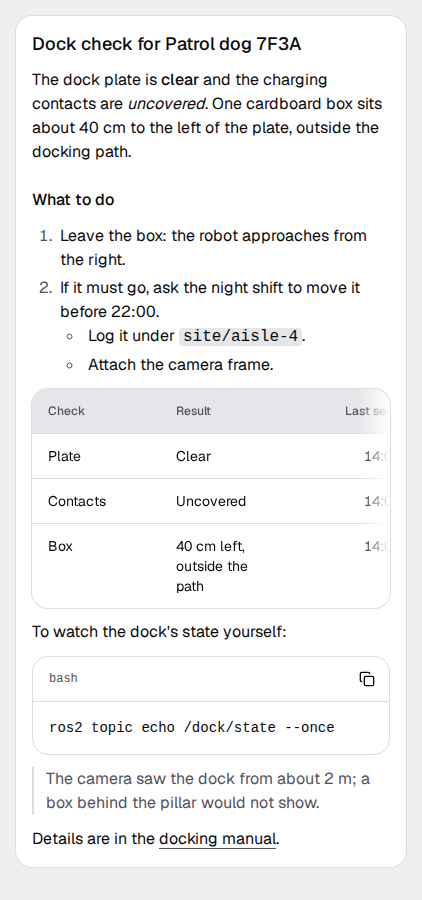 Dock check for Patrol dog 7F3A
The dock plate is clear and the charging
contacts are uncovered. One cardboard box sits
about 40 cm to the left of the plate, outside the
docking path.
What to do
1. Leave the box: the robot approaches from
the right.
2. If it must go, ask the night shift to move it
before 22:00.
Log it under site/aisle-4.
Attach the camera frame.
Check Result Last
Plate Clear
Contacts Uncovered
Box 40 cm left,
outside the
path
To watch the dock's state yourself:
bash
ros2 topic echo /dock/state --once
The camera saw the dock from about 2 m; a
box behind the pillar would not show.
Details are in the docking manual.